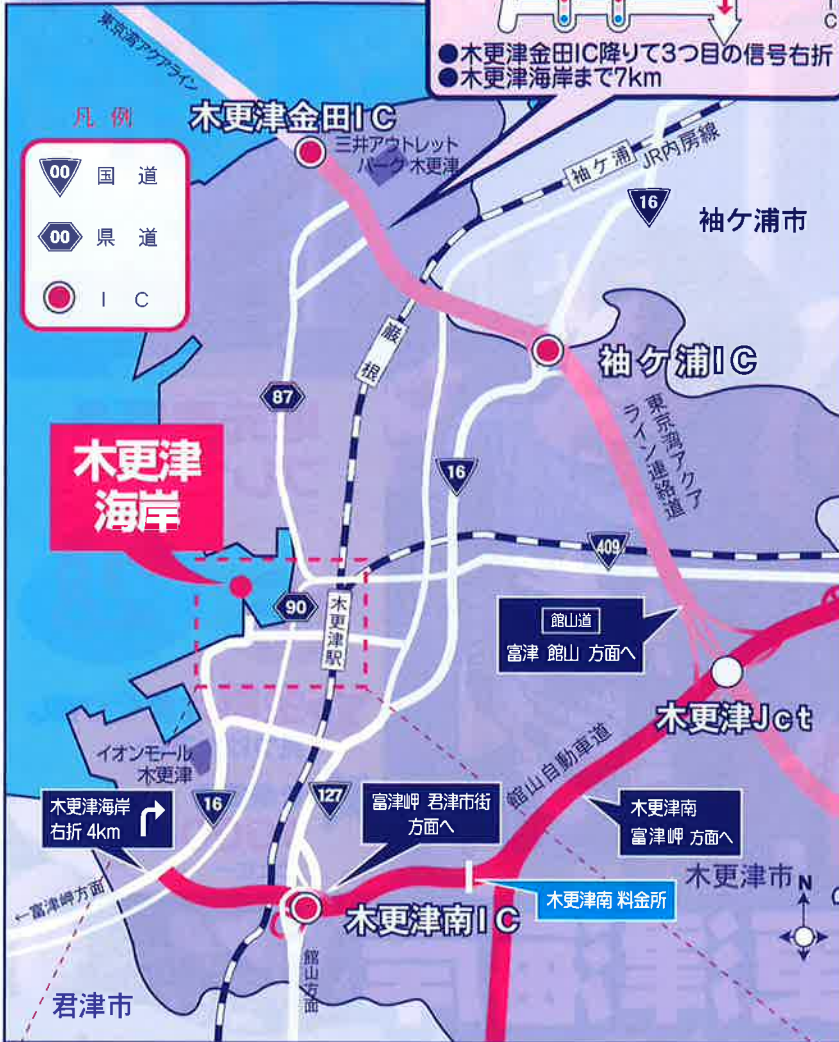 I
C
●木更津金田IC降りて3つ目の信号右折
●木更津海岸まで7km
東京湾アクアライン
凡例
00 国道
00 県道
IC
木更津金田IC
三井アウトレット
パーク 木更津
袖ケ浦
JR内房線
16
袖ケ浦市
巌根
袖ケ浦IC
87
東京湾アクア
ライン連絡道
16
木更津
海岸
409
90
木更津駅
館山道
富津 館山 方面へ
木更津Jct
イオンモール
木更津
館山自動車道
木更津海岸
右折 4km
16
127
富津岬 君津市街
方面へ
木更津南
富津岬 方面へ
木更津市
N
←富津岬方面
木更津南IC
木更津南 料金所
館山方面
君津市